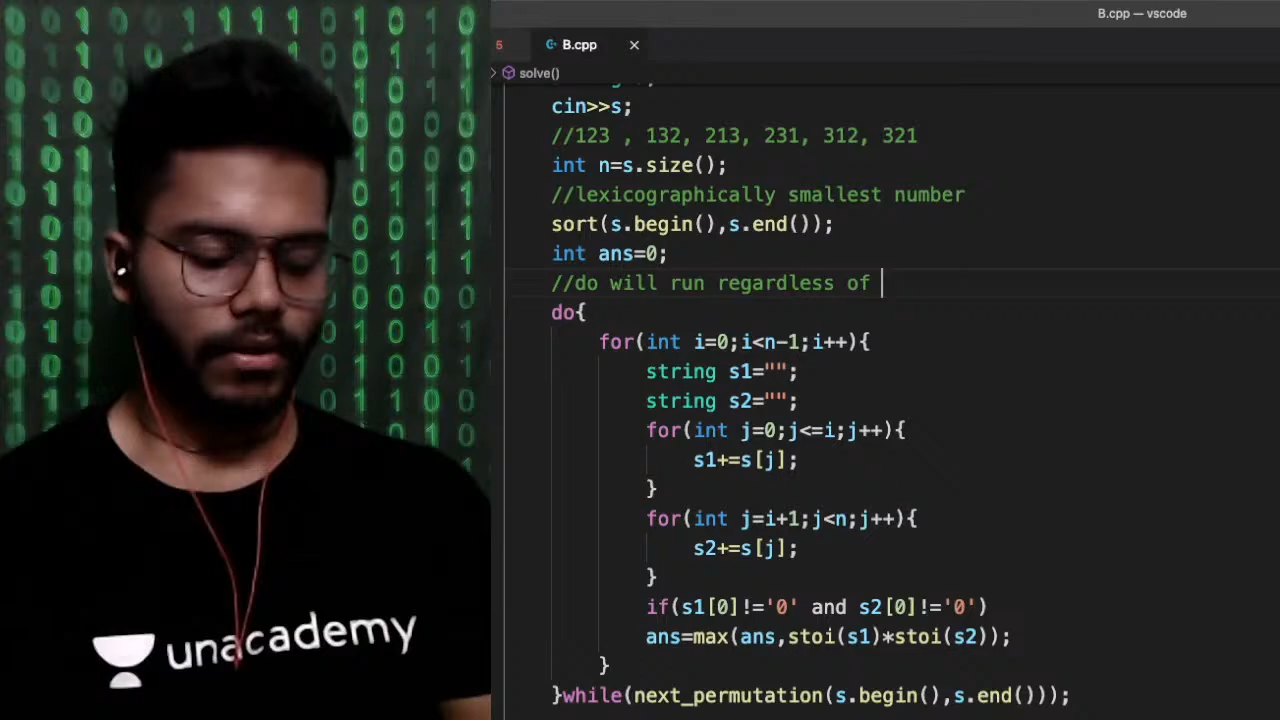 B.cpp — vscode
5 B.cpp ×
solve()
cin>>s;
//123 , 132, 213, 231, 312, 321
int n=s.size();
//lexicographically smallest number
sort(s.begin(),s.end());
int ans=0;
//do will run regardless of
do{
for(int i=0;i<n-1;i++){
string s1="";
string s2="";
for(int j=0;j<=i;j++){
s1+=s[j];
}
for(int j=i+1;j<n;j++){
s2+=s[j];
}
if(s1[0]!='0' and s2[0]!='0')
ans=max(ans,stoi(s1)*stoi(s2));
}
}while(next_permutation(s.begin(),s.end()));
unacademy